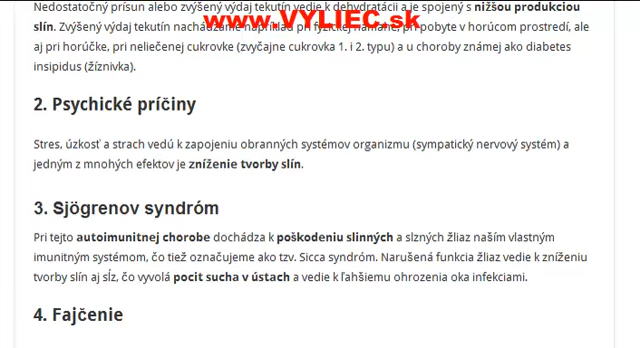 Nedostatočný prísun alebo zvýšený výdaj tekutín vedie k dehydratácii a je spojený s nižšou produkciou
www.VYLIEC.sk
slín. Zvýšený výdaj tekutín nachádzame napríklad pri fyzickej námahe, pri pobyte v horúcom prostredí, ale
aj pri horúčke, pri neliečenej cukrovke (zvyčajne cukrovka 1. i 2. typu) a u choroby známej ako diabetes
insipidus (žíznivka).
2. Psychické príčiny
Stres, úzkosť a strach vedú k zapojeniu obranných systémov organizmu (sympatický nervový systém) a
jedným z mnohých efektov je zníženie tvorby slín.
3. Sjögrenov syndróm
Pri tejto autoimunitnej chorobe dochádza k poškodeniu slinných a slzných žliaz naším vlastným
imunitným systémom, čo tiež označujeme ako tzv. Sicca syndróm. Narušená funkcia žliaz vedie k zníženiu
tvorby slín aj sĺz, čo vyvolá pocit sucha v ústach a vedie k ľahšiemu ohrozenia oka infekciami.
4. Fajčenie